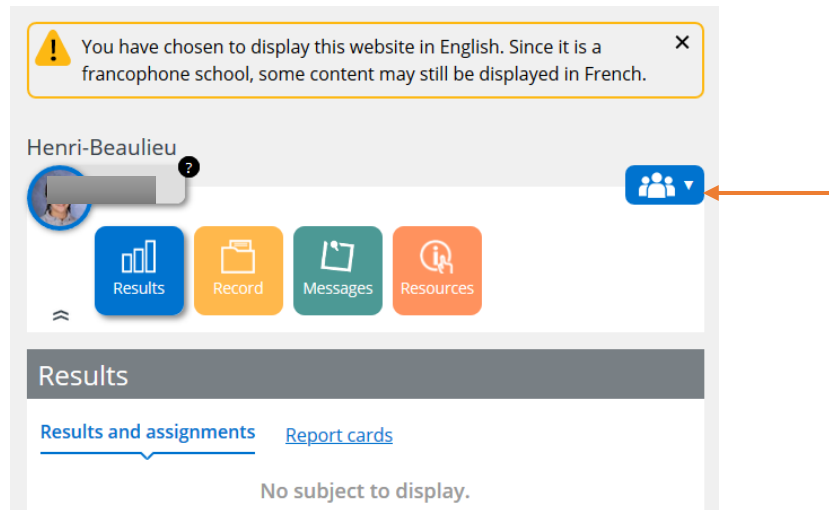 You have chosen to display this website in English. Since it is a
francophone school, some content may still be displayed in French.
Henri-Beaulieu
?
Results
Record
Messages
Resources
Results
Results and assignments
Report cards
No subject to display.